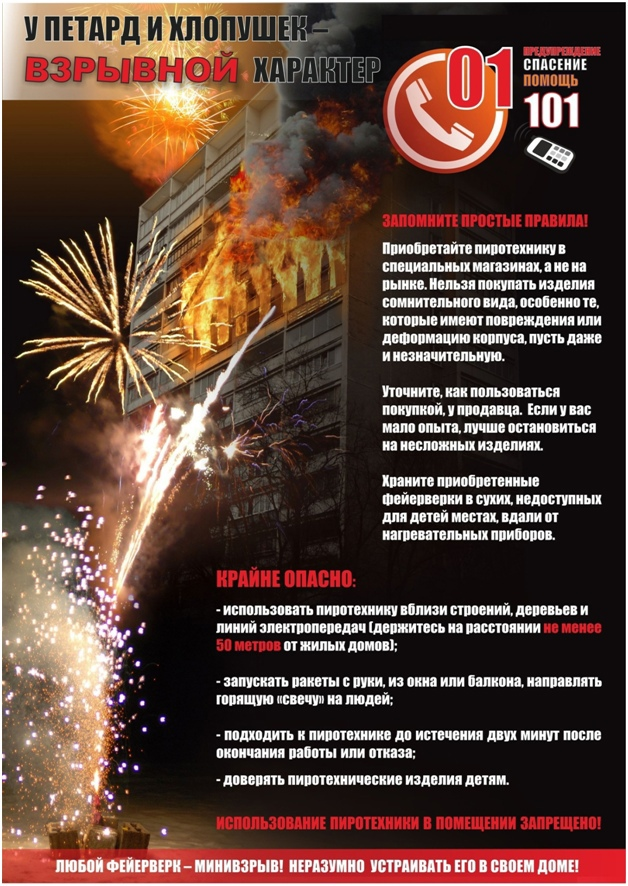 У ПЕТАРД И ХЛОПУШЕК –
ВЗРЫВНОЙ ХАРАКТЕР
01
ПРЕДУПРЕЖДЕНИЕ
СПАСЕНИЕ
ПОМОЩЬ
101
ЗАПОМНИТЕ ПРОСТЫЕ ПРАВИЛА!
Приобретайте пиротехнику в
специальных магазинах, а не на
рынке. Нельзя покупать изделия
сомнительного вида, особенно те,
которые имеют повреждения или
деформацию корпуса, пусть даже
и незначительную.
Уточните, как пользоваться
покупкой, у продавца. Если у вас
мало опыта, лучше остановиться
на несложных изделиях.
Храните приобретенные
фейерверки в сухих, недоступных
для детей местах, вдали от
нагревательных приборов.
КРАЙНЕ ОПАСНО:
- использовать пиротехнику вблизи строений, деревьев и
линий электропередач (держитесь на расстоянии не менее
50 метров от жилых домов);
- запускать ракеты с руки, из окна или балкона, направлять
горящую «свечу» на людей;
- подходить к пиротехнике до истечения двух минут после
окончания работы или отказа;
- доверять пиротехнические изделия детям.
ИСПОЛЬЗОВАНИЕ ПИРОТЕХНИКИ В ПОМЕЩЕНИИ ЗАПРЕЩЕНО!
ЛЮБОЙ ФЕЙЕРВЕРК – МИНИВЗРЫВ! НЕРАЗУМНО УСТРАИВАТЬ ЕГО В СВОЕМ ДОМЕ!